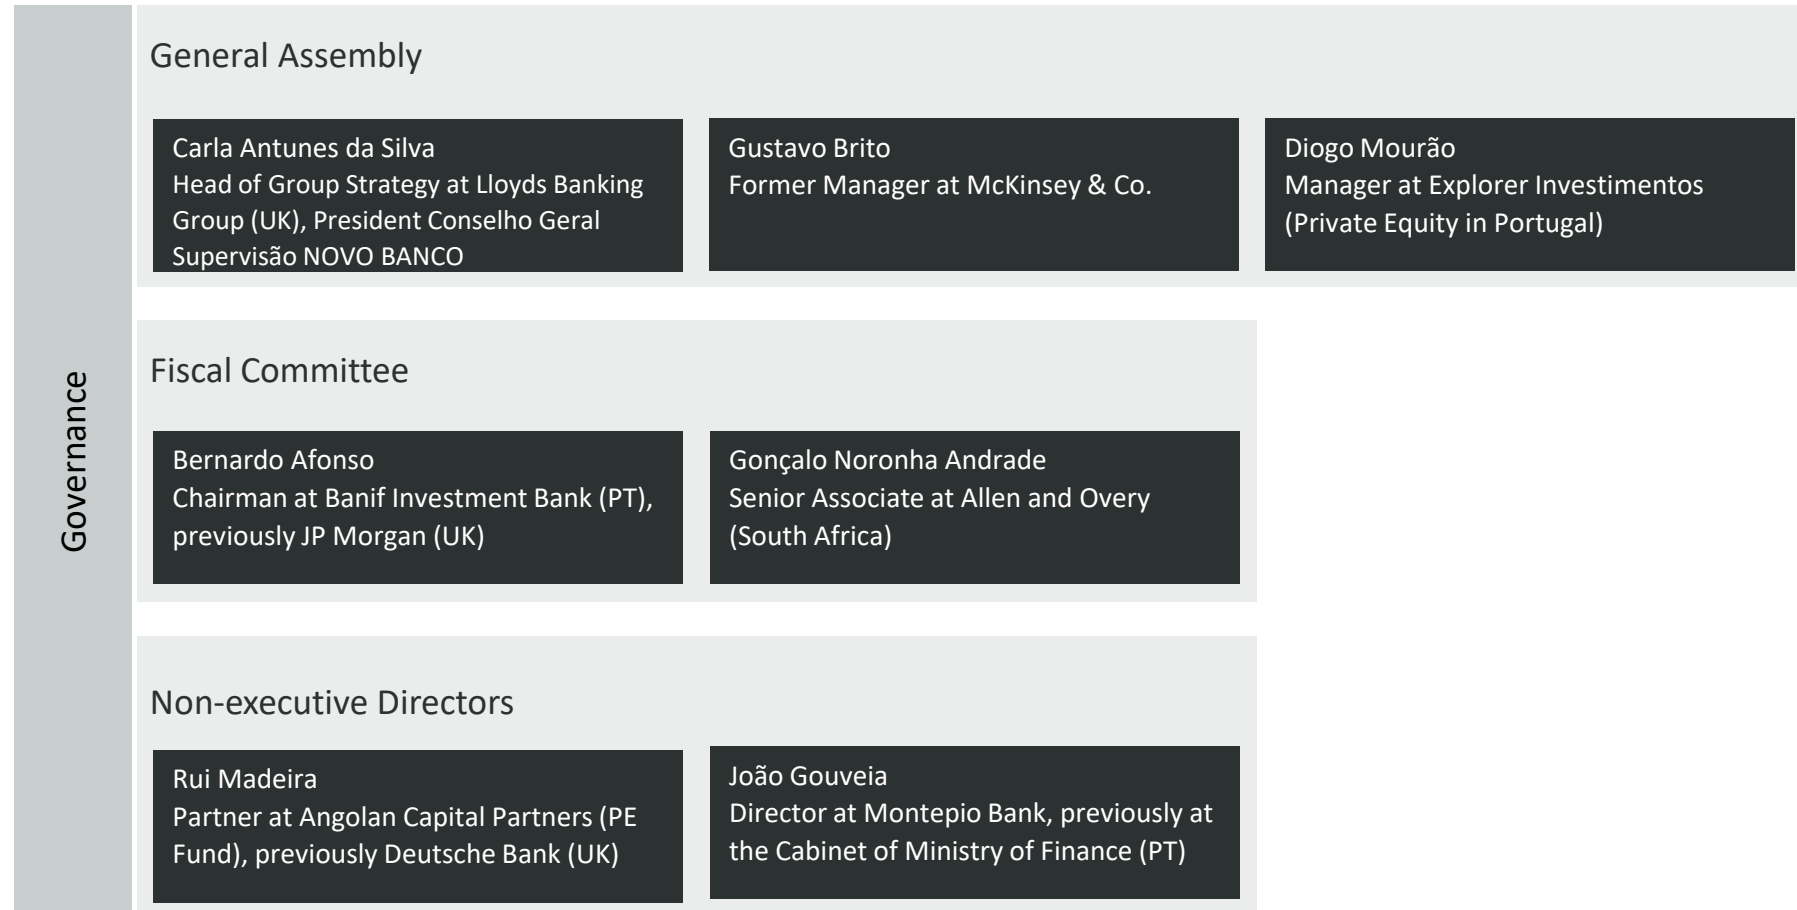 Governance
General Assembly
Carla Antunes da Silva
Head of Group Strategy at Lloyds Banking
Group (UK), President Conselho Geral
Supervisão NOVO BANCO
Gustavo Brito
Former Manager at McKinsey & Co.
Diogo Mourão
Manager at Explorer Investimentos
(Private Equity in Portugal)
Fiscal Committee
Bernardo Afonso
Chairman at Banif Investment Bank (PT),
previously JP Morgan (UK)
Gonçalo Noronha Andrade
Senior Associate at Allen and Overy
(South Africa)
Non-executive Directors
Rui Madeira
Partner at Angolan Capital Partners (PE
Fund), previously Deutsche Bank (UK)
João Gouveia
Director at Montepio Bank, previously at
the Cabinet of Ministry of Finance (PT)